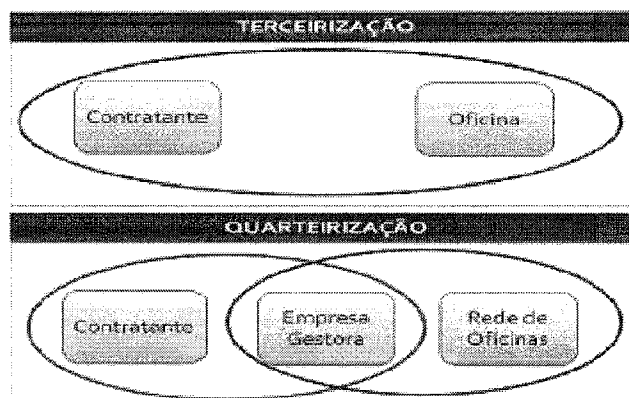 TERCEIRIZAÇÃO
Contratante
Oficina
QUARTEIRIZAÇÃO
Contratante
Empresa
Gestora
Rede de
Oficinas